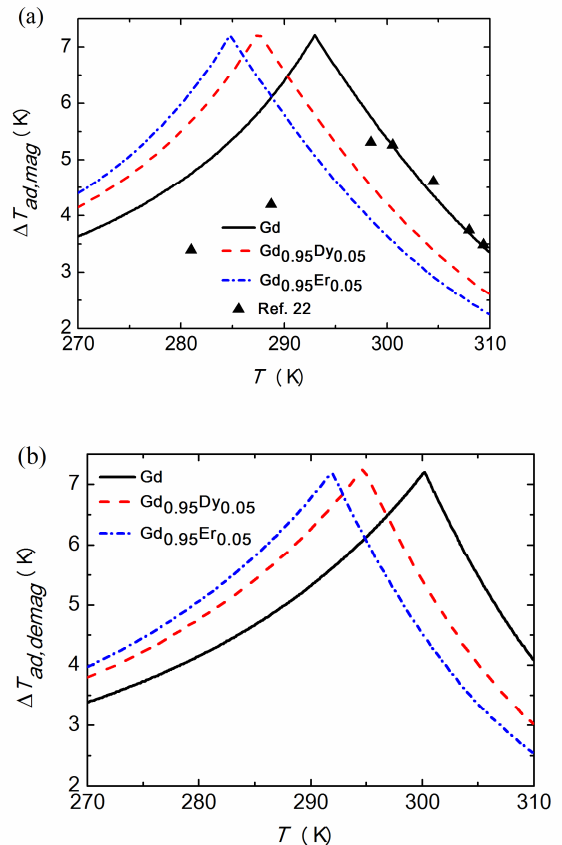 (a)
ΔT_ad,mag (K)
7
6
5
4
3
2
Gd
Gd0.95Dy0.05
Gd0.95Er0.05
Ref. 22
270 280 290 300 310
T (K)
(b)
ΔT_ad,demag (K)
8
7
6
5
4
3
2
Gd
Gd0.95Dy0.05
Gd0.95Er0.05
270 280 290 300 310
T (K)